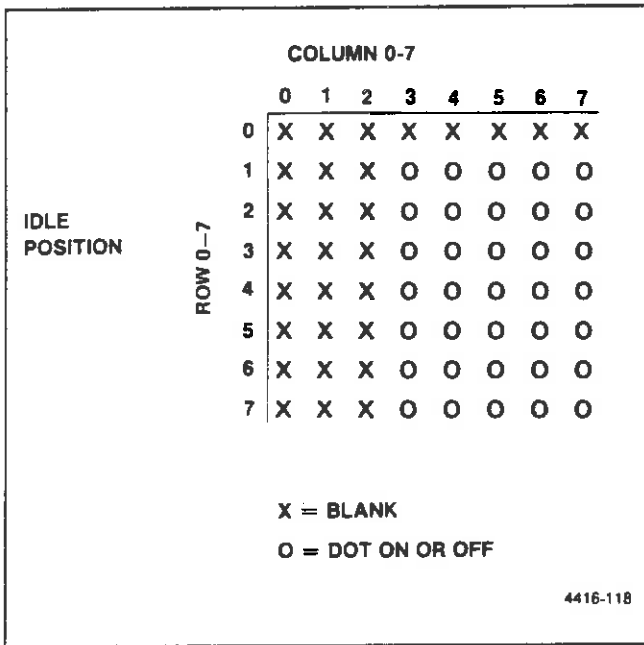 COLUMN 0-7
0 1 2 3 4 5 6 7
0 X X X X X X X X
1 X X X O O O O O
2 X X X O O O O O
3 X X X O O O O O
4 X X X O O O O O
5 X X X O O O O O
6 X X X O O O O O
7 X X X O O O O O
IDLE
POSITION
ROW 0–7
X = BLANK
O = DOT ON OR OFF
4416-118